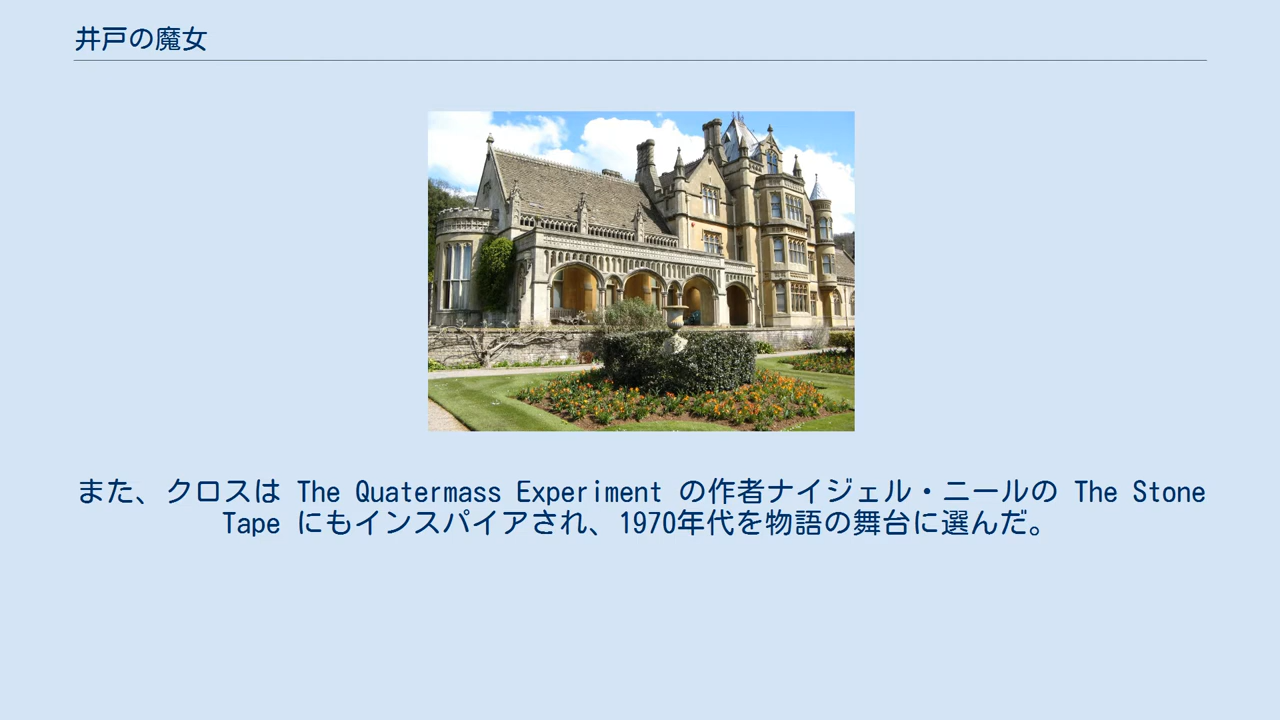 井戸の魔女
また、クロスは The Quatermass Experiment の作者ナイジェル・ニールの The Stone
Tape にもインスパイアされ、1970年代を物語の舞台に選んだ。